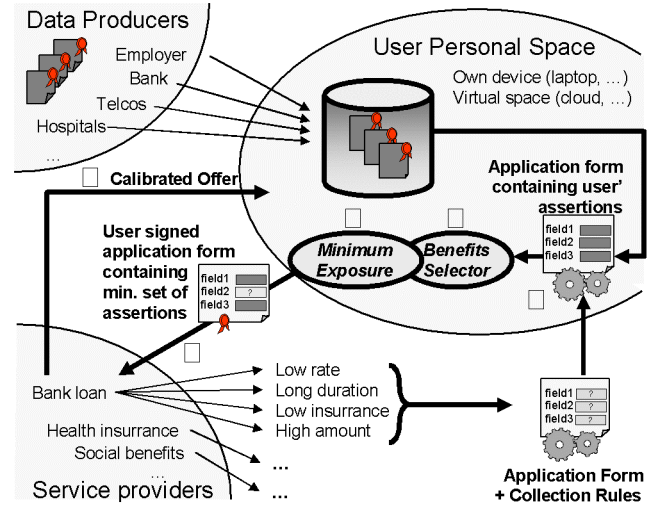 Data Producers
Employer
Bank
Telcos
Hospitals
...
User Personal Space
Own device (laptop, ...)
Virtual space (cloud, ...)
Calibrated Offer
Application form
containing user'
assertions
field1
field2
field3
User signed
application form
containing
min. set of
assertions
field1
field2 ?
field3
Minimum
Exposure
Benefits
Selector
Bank loan
Low rate
Long duration
Low insurrance
High amount
Health insurrance
Social benefits
...
...
...
Service providers
field1 ?
field2 ?
field3 ?
Application Form
+ Collection Rules